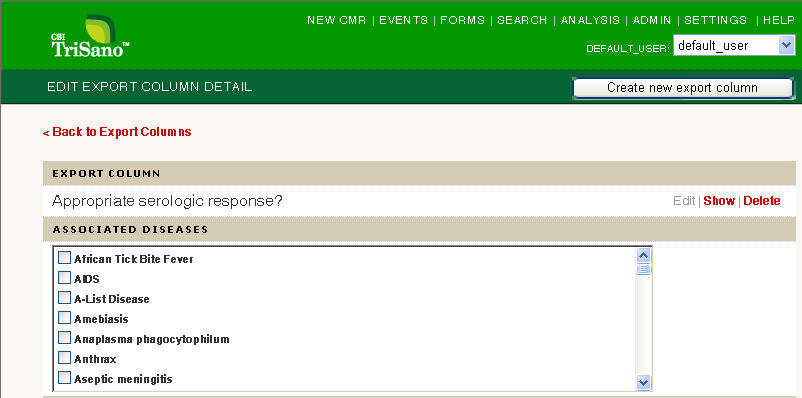 NEW CMR | EVENTS | FORMS | SEARCH | ANALYSIS | ADMIN | SETTINGS | HELP
CSI
TriSano™
DEFAULT_USER: default_user
EDIT EXPORT COLUMN DETAIL
Create new export column
< Back to Export Columns
EXPORT COLUMN
Appropriate serologic response?
Edit | Show | Delete
ASSOCIATED DISEASES
African Tick Bite Fever
AIDS
A-List Disease
Amebiasis
Anaplasma phagocytophilum
Anthrax
Aseptic meningitis